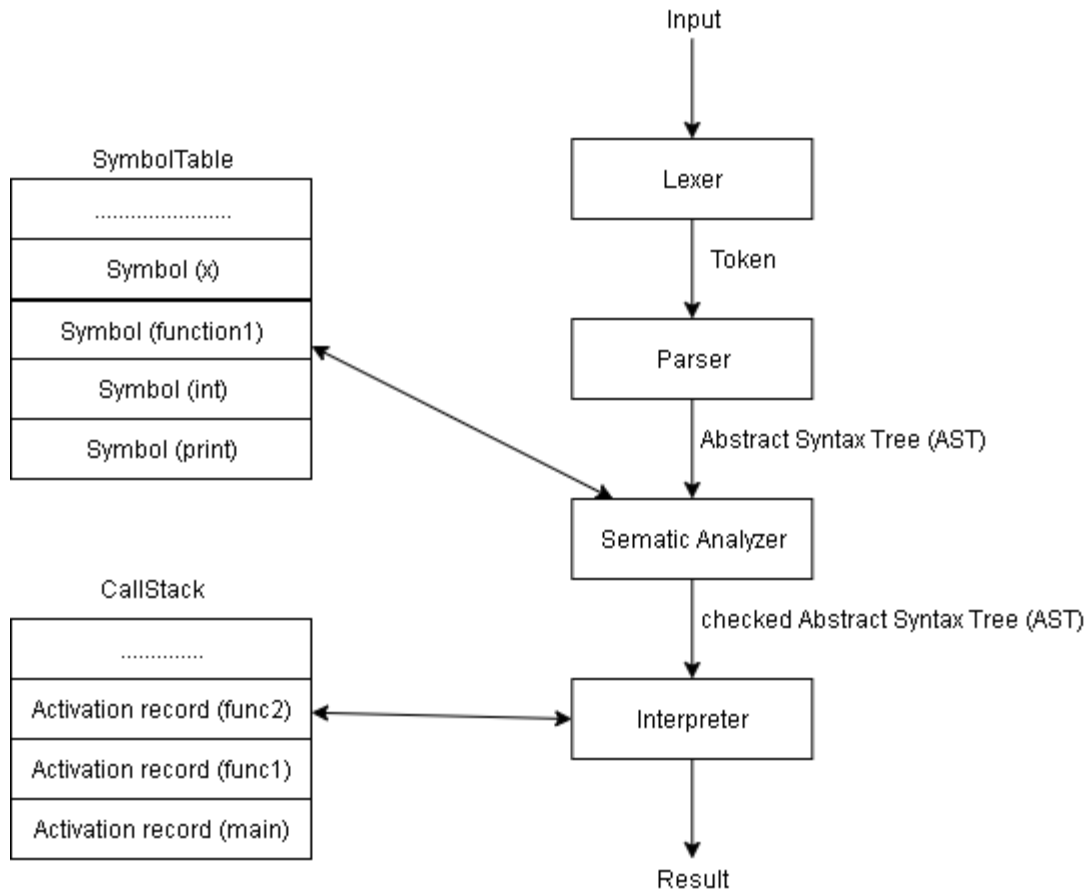 Input
Lexer
Token
Parser
Abstract Syntax Tree (AST)
Sematic Analyzer
checked Abstract Syntax Tree (AST)
Interpreter
Result
SymbolTable
.......................
Symbol (x)
Symbol (function1)
Symbol (int)
Symbol (print)
CallStack
..............
Activation record (func2)
Activation record (func1)
Activation record (main)